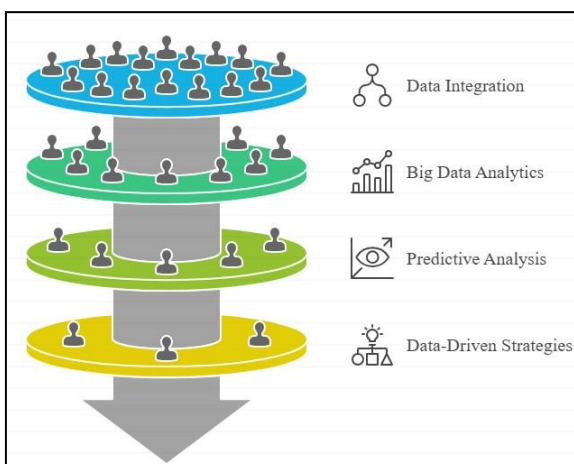 Data Integration
Big Data Analytics
Predictive Analysis
Data-Driven Strategies